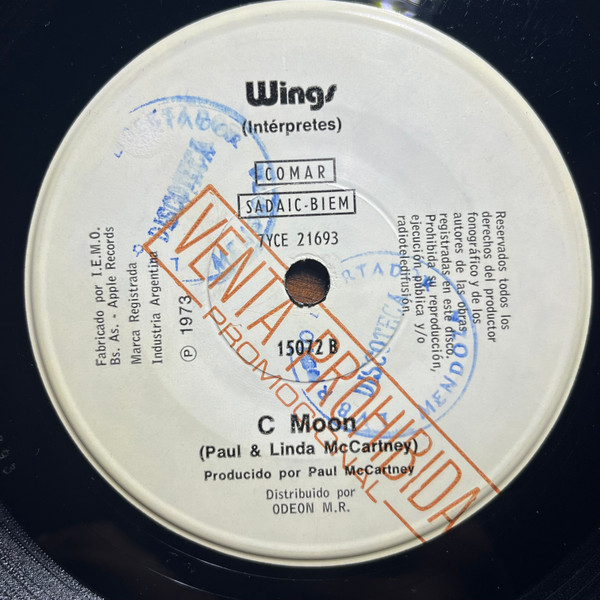 Wings
(Intérpretes)
COMAR
SADAIC-BIEM
7YCE 21693
Fabricado por I.E.M.O.
Bs. As. - Apple Records
Marca Registrada
Industria Argentina
Ⓟ 1973
Reservados todos los
derechos del productor
fonográfico y de los
autores de las obras
registradas en este disco.
Prohibida su reproducción,
ejecución pública y/o
radioteledifusión.
15072 B
C Moon
(Paul & Linda McCartney)
Producido por Paul McCartney
Distribuido por
ODEON M.R.
VENTA PROHIBIDA
PROMOCIONAL
DISCOTECA
DISCOTECA